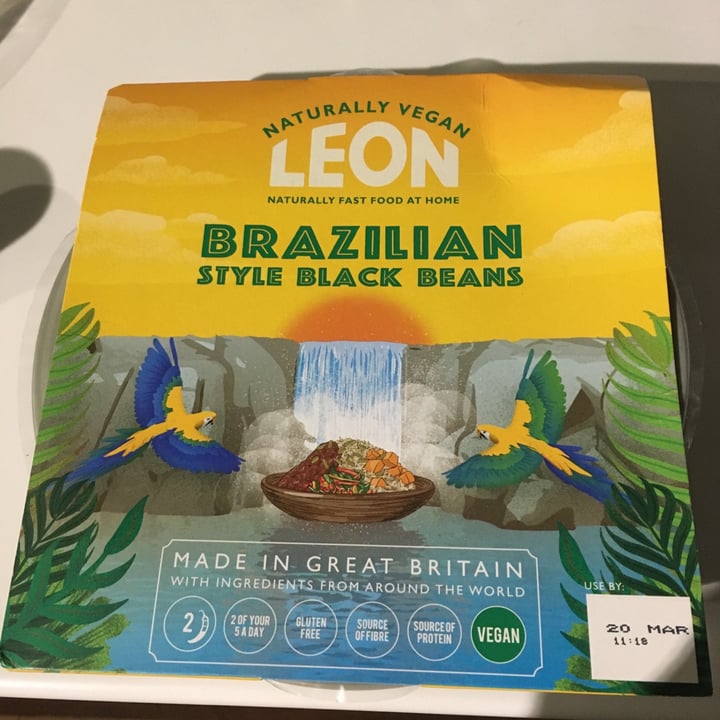 NATURALLY VEGAN
LEON
NATURALLY FAST FOOD AT HOME
BRAZILIAN
STYLE BLACK BEANS
MADE IN GREAT BRITAIN
WITH INGREDIENTS FROM AROUND THE WORLD
2
2 OF YOUR
5 A DAY
GLUTEN
FREE
SOURCE
OF FIBRE
SOURCE OF
PROTEIN
VEGAN
USE BY:
20 MAR
11:18